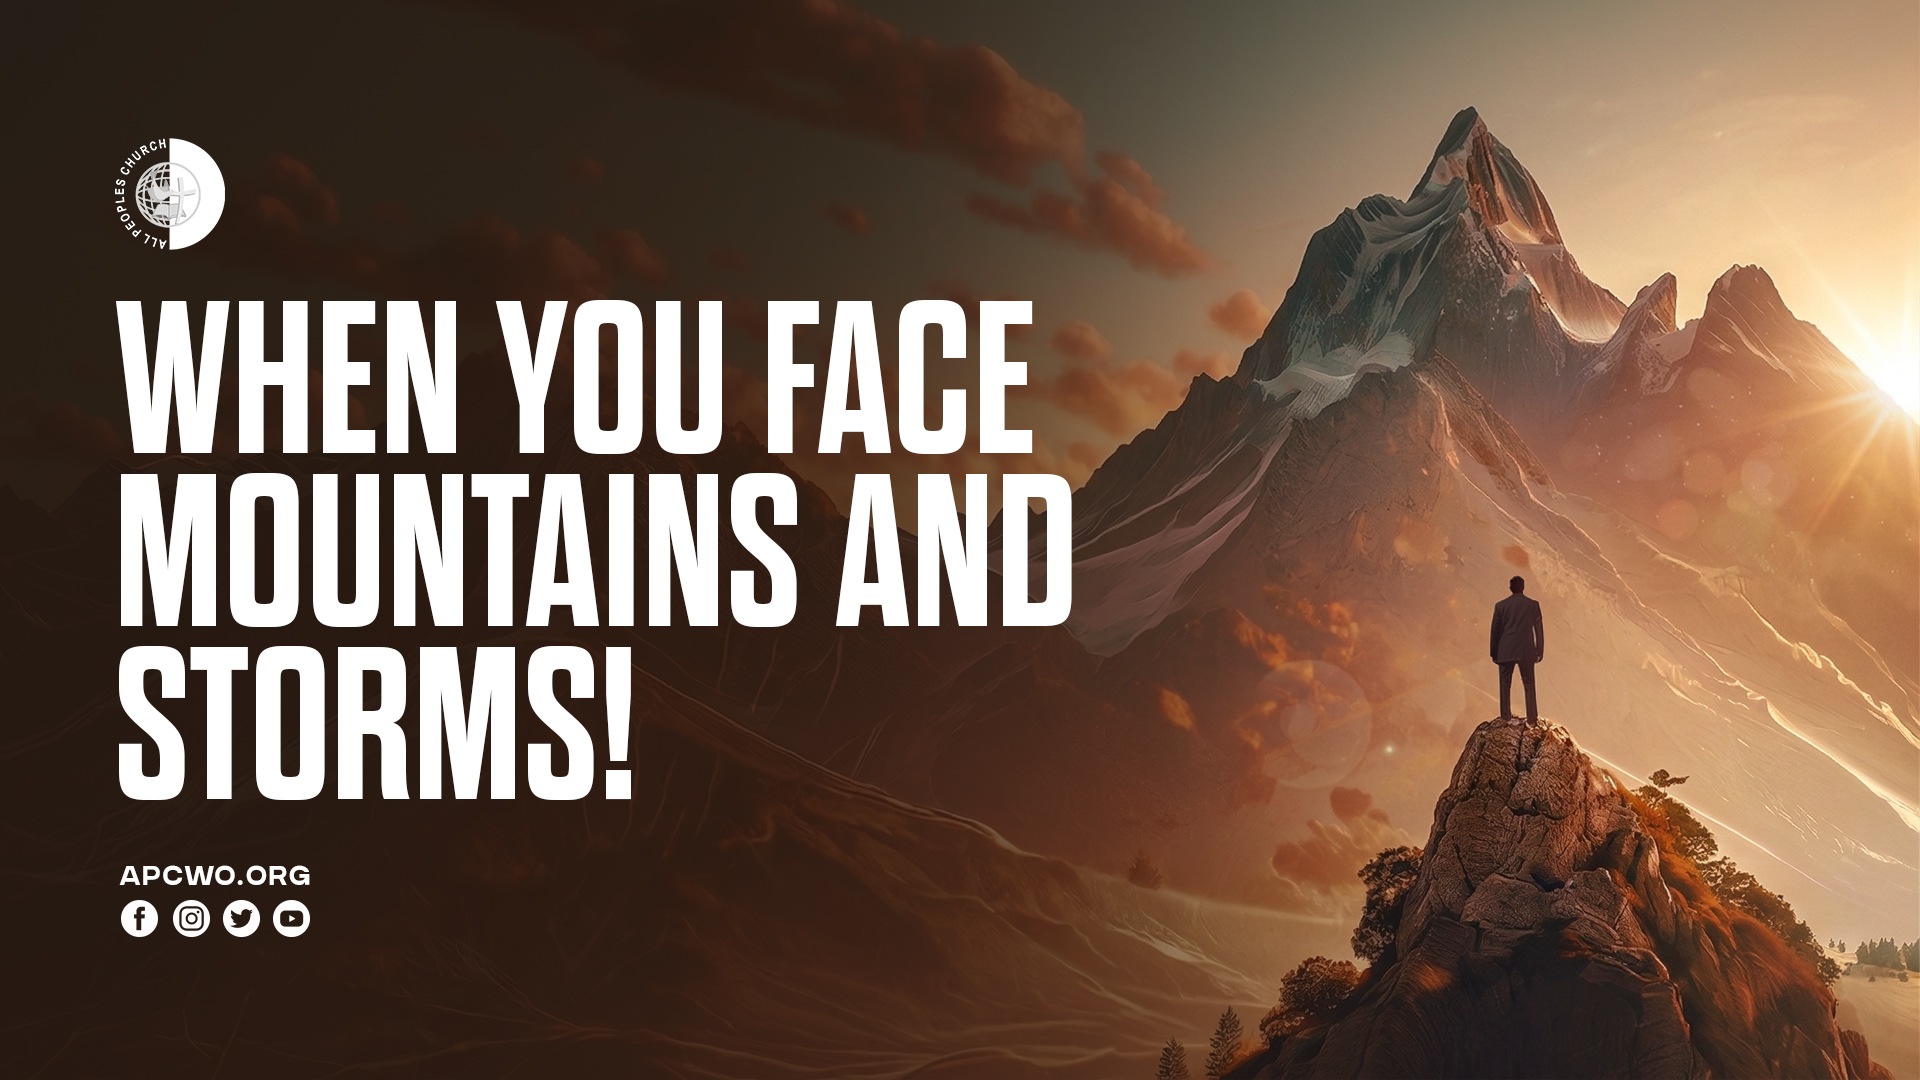 ALL PEOPLES CHURCH
WHEN YOU FACE
MOUNTAINS AND
STORMS!
APCWO.ORG